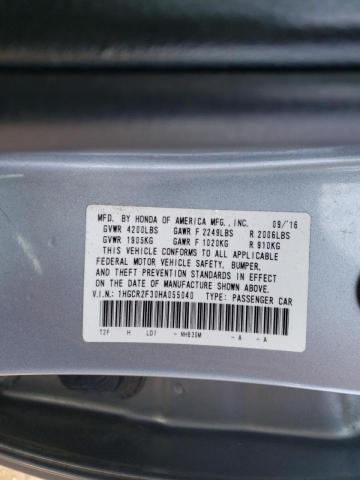 MFD. BY HONDA OF AMERICA MFG., INC. 09/16
GVWR 4200LBS GAWR F 2249LBS R 2006LBS
GVWR 1905KG GAWR F 1020KG R 910KG
THIS VEHICLE CONFORMS TO ALL APPLICABLE
FEDERAL MOTOR VEHICLE SAFETY, BUMPER,
AND THEFT PREVENTION STANDARDS IN EFFECT
ON THE DATE OF MANUFACTURE SHOWN ABOVE.
V.I.N.: 1HGCR2F30HA055040 TYPE: PASSENGER CAR
T2F H LD7 - NH830M - A - A